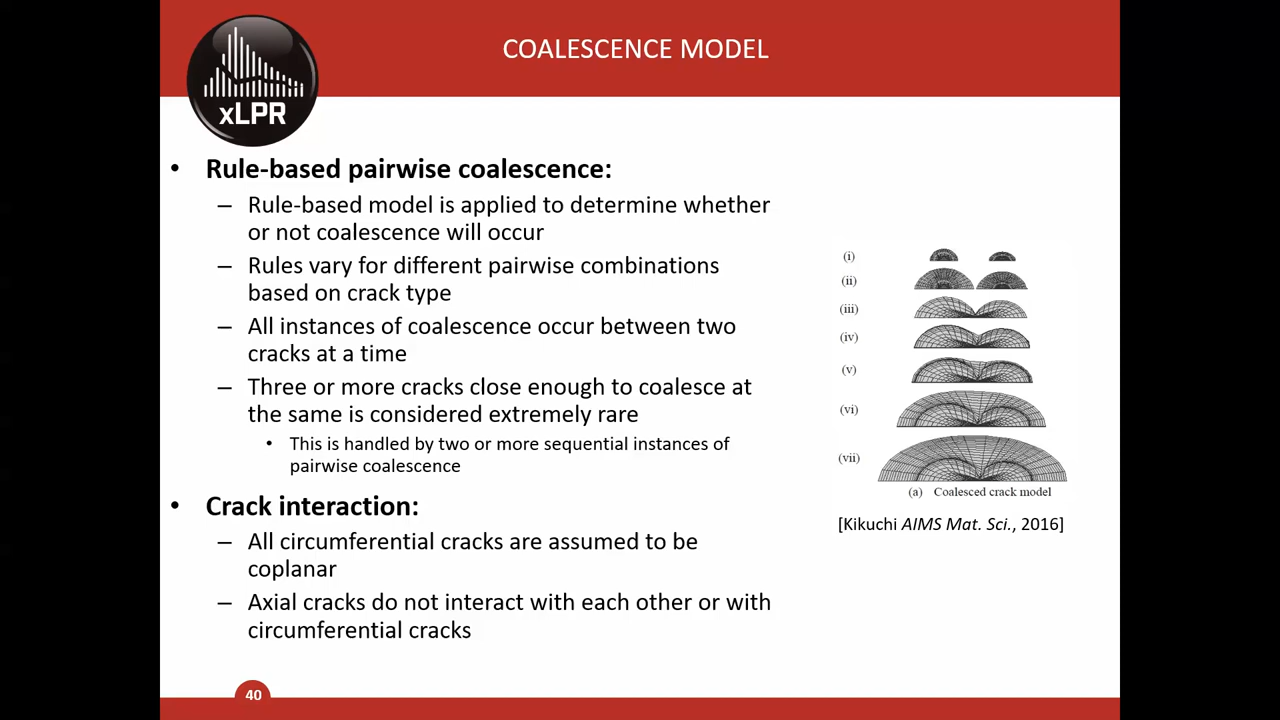 COALESCENCE MODEL
xLPR
• Rule-based pairwise coalescence:
– Rule-based model is applied to determine whether
or not coalescence will occur
– Rules vary for different pairwise combinations
based on crack type
– All instances of coalescence occur between two
cracks at a time
– Three or more cracks close enough to coalesce at
the same is considered extremely rare
• This is handled by two or more sequential instances of
pairwise coalescence
• Crack interaction:
– All circumferential cracks are assumed to be
coplanar
– Axial cracks do not interact with each other or with
circumferential cracks
(i)
(ii)
(iii)
(iv)
(v)
(vi)
(vii)
(a) Coalesced crack model
[Kikuchi AIMS Mat. Sci., 2016]
40